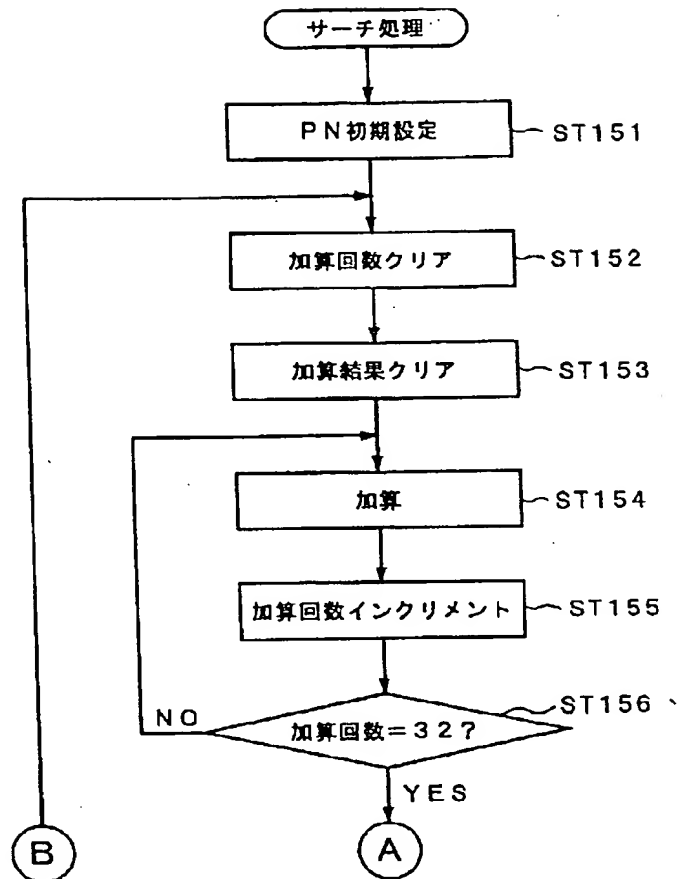 サーチ処理
PN初期設定
ST151
加算回数クリア
ST152
加算結果クリア
ST153
加算
ST154
加算回数インクリメント
ST155
ST156
NO
加算回数=32?
YES
B
A